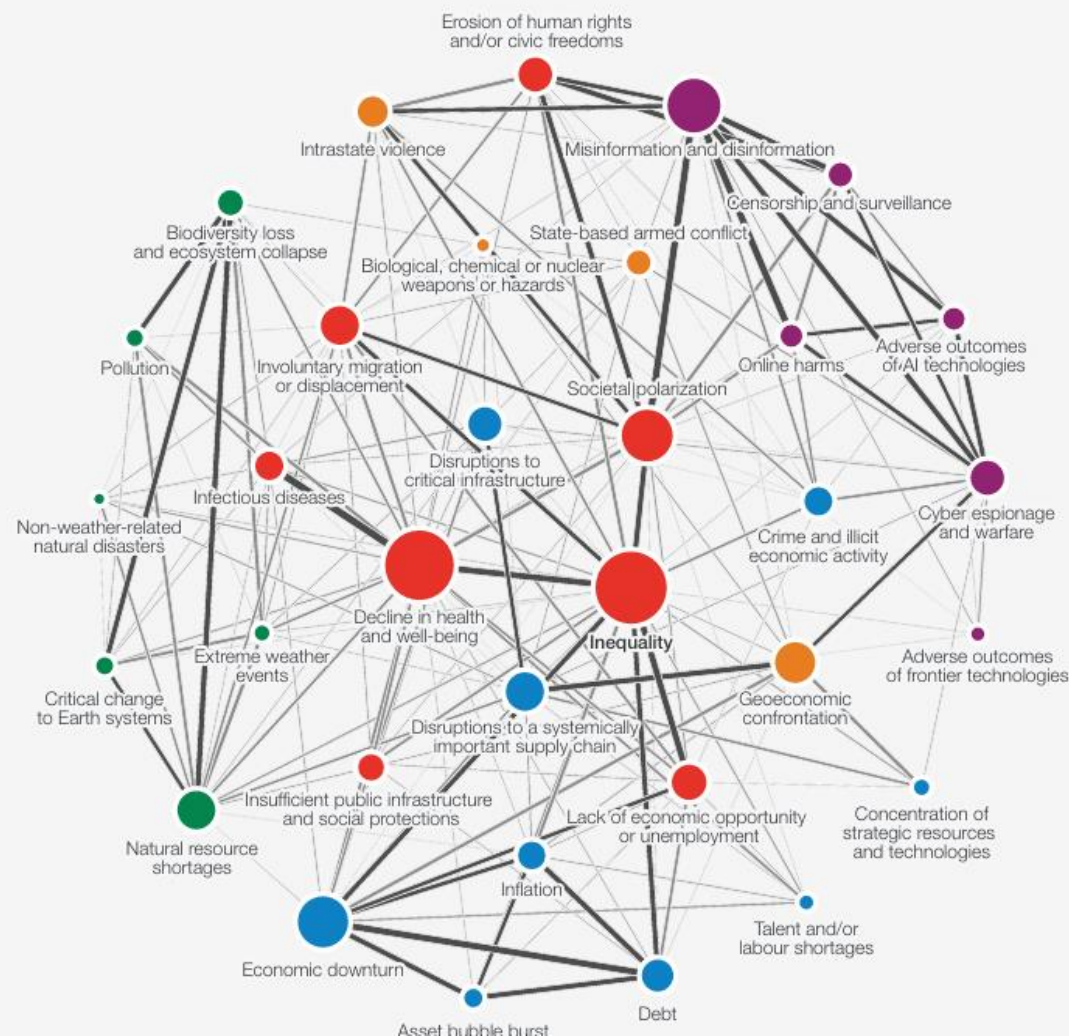 Erosion of human rights
and/or civic freedoms
Intrastate violence
Misinformation and disinformation
Censorship and surveillance
Biodiversity loss
and ecosystem collapse
State-based armed conflict
Biological, chemical or nuclear
weapons or hazards
Pollution
Involuntary migration
or displacement
Societal polarization
Online harms
Adverse outcomes
of AI technologies
Disruptions to
critical infrastructure
Infectious diseases
Non-weather-related
natural disasters
Crime and illicit
economic activity
Cyber espionage
and warfare
Decline in health
and well-being
Inequality
Extreme weather
events
Adverse outcomes
of frontier technologies
Critical change
to Earth systems
Geoeconomic
confrontation
Disruptions to a systemically
important supply chain
Insufficient public infrastructure
and social protections
Lack of economic opportunity
or unemployment
Concentration of
strategic resources
and technologies
Natural resource
shortages
Inflation
Talent and/or
labour shortages
Economic downturn
Debt
Asset bubble burst